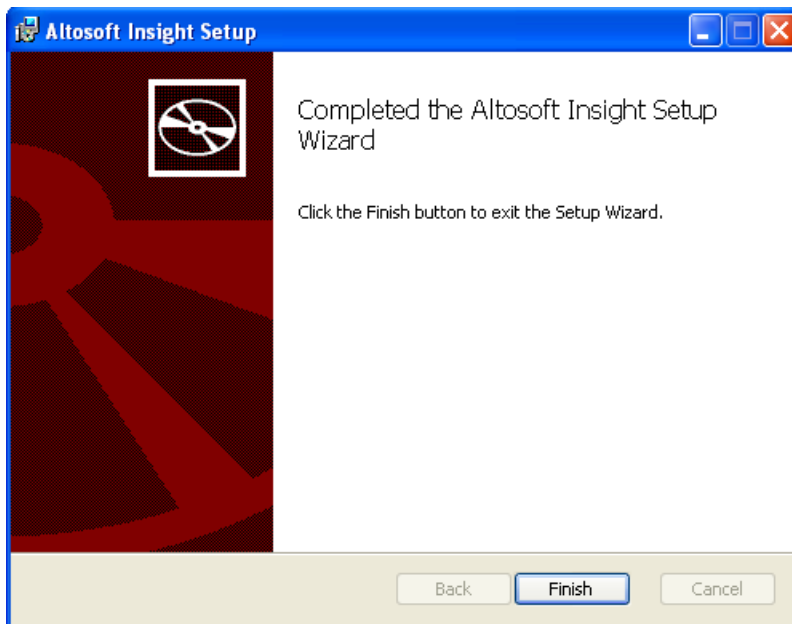 Altosoft Insight Setup
Completed the Altosoft Insight Setup
Wizard
Click the Finish button to exit the Setup Wizard.
Back Finish Cancel